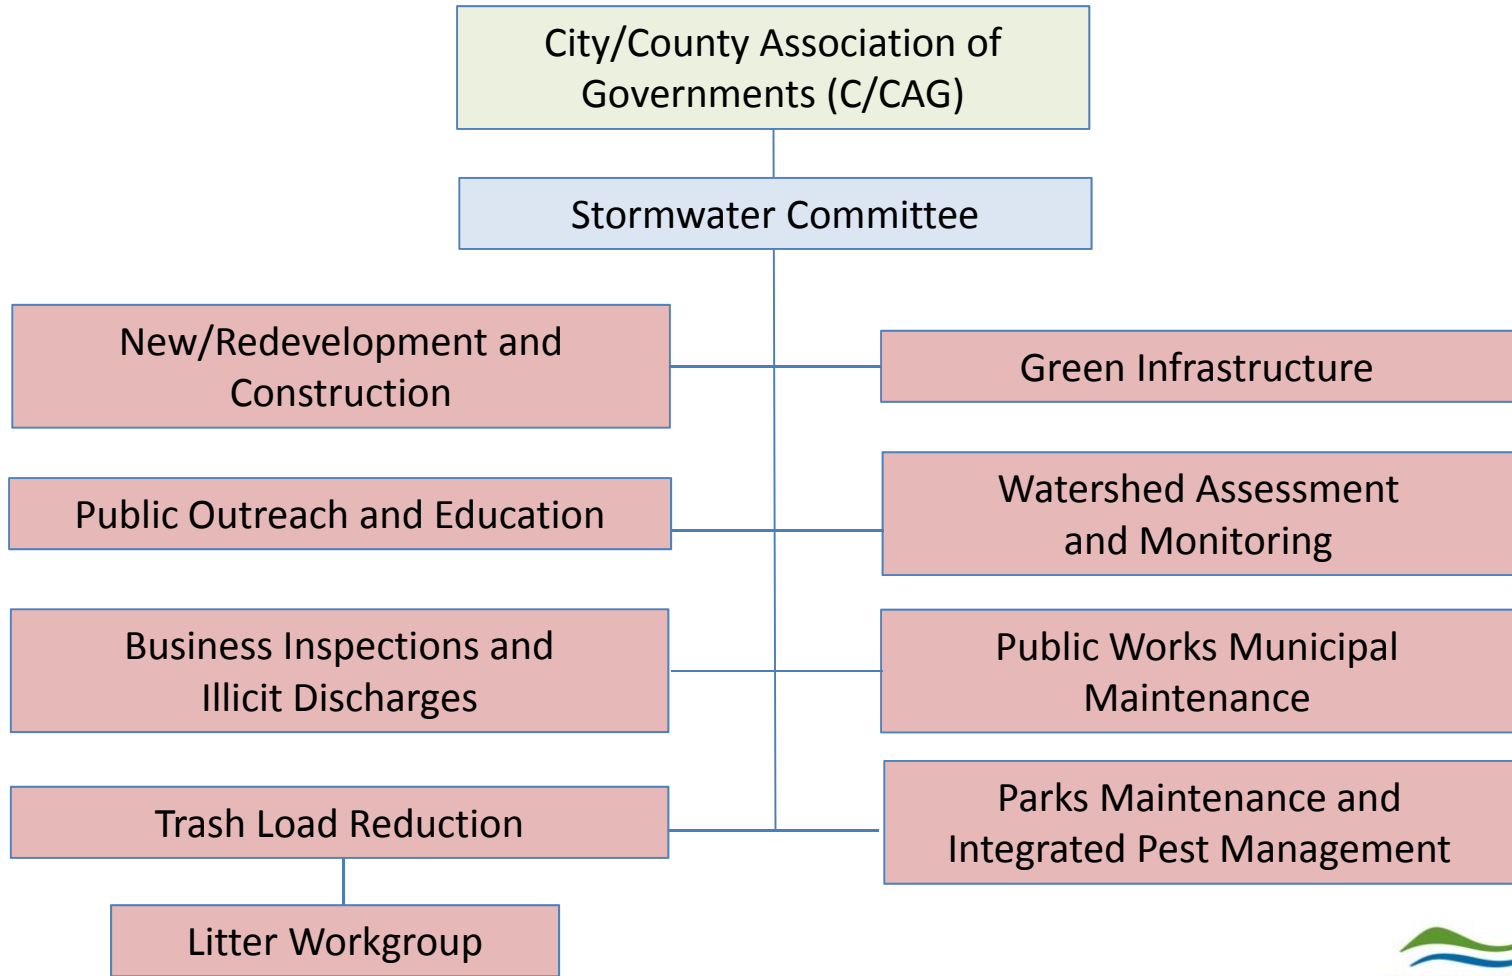 City/County Association of
Governments (C/CAG)
Stormwater Committee
New/Redevelopment and
Construction
Green Infrastructure
Public Outreach and Education
Watershed Assessment
and Monitoring
Business Inspections and
Illicit Discharges
Public Works Municipal
Maintenance
Trash Load Reduction
Parks Maintenance and
Integrated Pest Management
Litter Workgroup